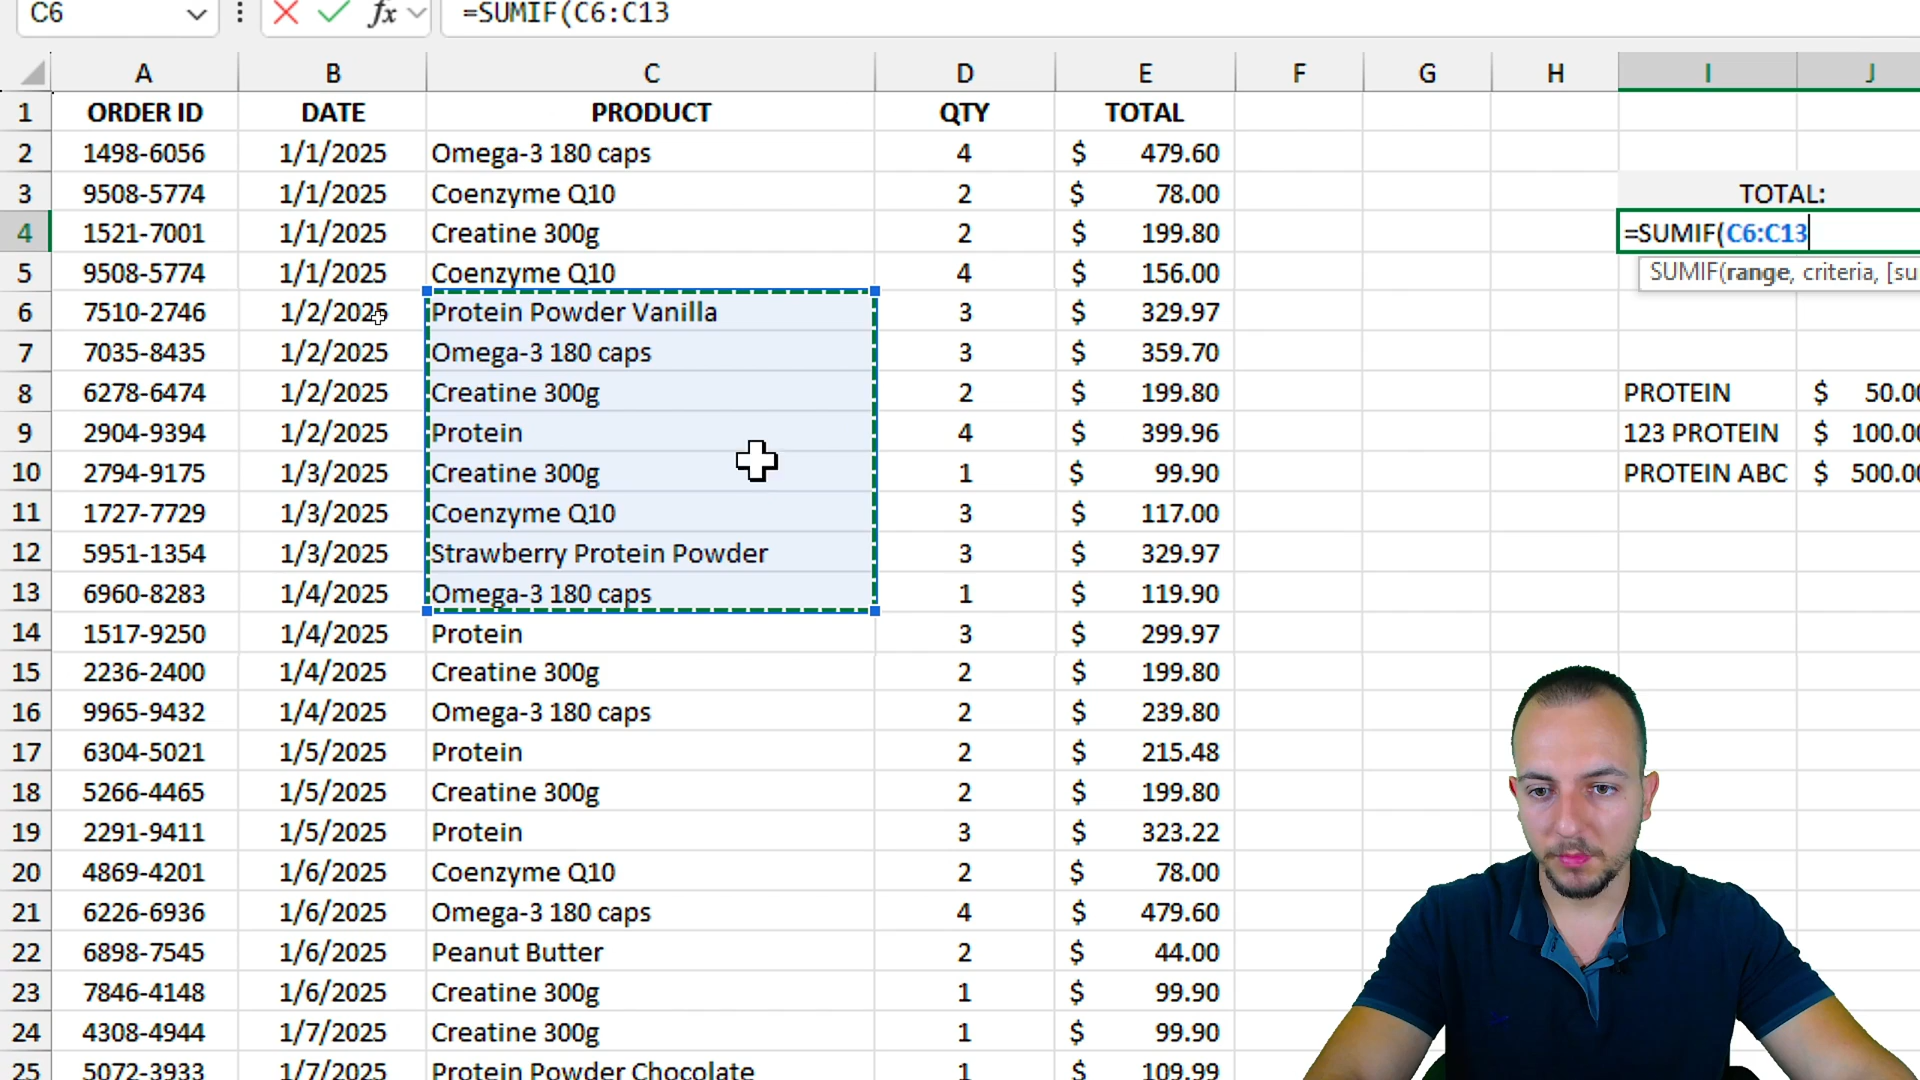 C6 fx =SUMIF(C6:C13
A B C D E F G H I J
1 ORDER ID DATE PRODUCT QTY TOTAL
2 1498-6056 1/1/2025 Omega-3 180 caps 4 $ 479.60
3 9508-5774 1/1/2025 Coenzyme Q10 2 $ 78.00 TOTAL:
4 1521-7001 1/1/2025 Creatine 300g 2 $ 199.80 =SUMIF(C6:C13
5 9508-5774 1/1/2025 Coenzyme Q10 4 $ 156.00 SUMIF(range, criteria, [su
6 7510-2746 1/2/2025 Protein Powder Vanilla 3 $ 329.97
7 7035-8435 1/2/2025 Omega-3 180 caps 3 $ 359.70
8 6278-6474 1/2/2025 Creatine 300g 2 $ 199.80 PROTEIN $ 50.00
9 2904-9394 1/2/2025 Protein 4 $ 399.96 123 PROTEIN $ 100.00
10 2794-9175 1/3/2025 Creatine 300g 1 $ 99.90 PROTEIN ABC $ 500.00
11 1727-7729 1/3/2025 Coenzyme Q10 3 $ 117.00
12 5951-1354 1/3/2025 Strawberry Protein Powder 3 $ 329.97
13 6960-8283 1/4/2025 Omega-3 180 caps 1 $ 119.90
14 1517-9250 1/4/2025 Protein 3 $ 299.97
15 2236-2400 1/4/2025 Creatine 300g 2 $ 199.80
16 9965-9432 1/4/2025 Omega-3 180 caps 2 $ 239.80
17 6304-5021 1/5/2025 Protein 2 $ 215.48
18 5266-4465 1/5/2025 Creatine 300g 2 $ 199.80
19 2291-9411 1/5/2025 Protein 3 $ 323.22
20 4869-4201 1/6/2025 Coenzyme Q10 2 $ 78.00
21 6226-6936 1/6/2025 Omega-3 180 caps 4 $ 479.60
22 6898-7545 1/6/2025 Peanut Butter 2 $ 44.00
23 7846-4148 1/6/2025 Creatine 300g 1 $ 99.90
24 4308-4944 1/7/2025 Creatine 300g 1 $ 99.90
25 5072-3933 1/7/2025 Protein Powder Chocolate 1 $ 109.99